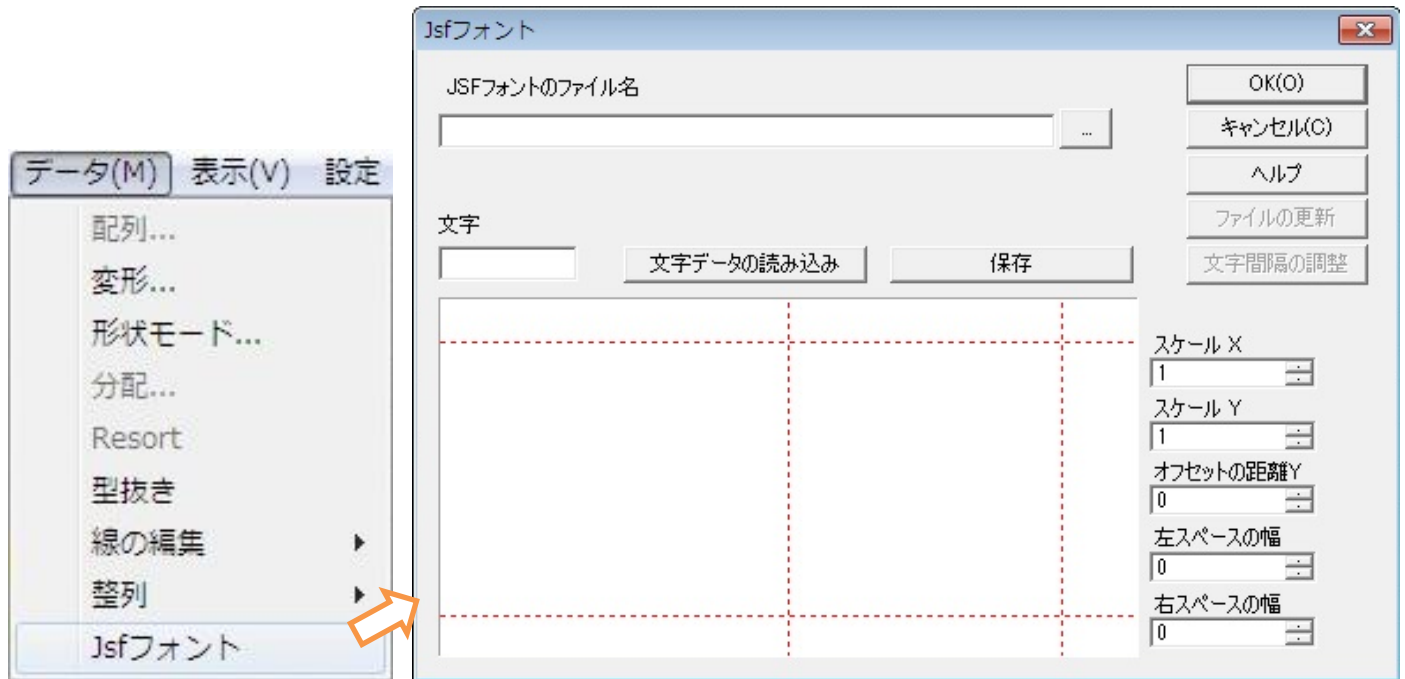 データ(M) 表示(V) 設定
配列...
変形...
形状モード...
分配...
Resort
型抜き
線の編集
整列
Jsfフォント
Jsfフォント
JSFフォントのファイル名
...
OK(O)
キャンセル(C)
ヘルプ
ファイルの更新
文字間隔の調整
文字
文字データの読み込み
保存
スケール X
1
スケール Y
1
オフセットの距離Y
0
左スペースの幅
0
右スペースの幅
0